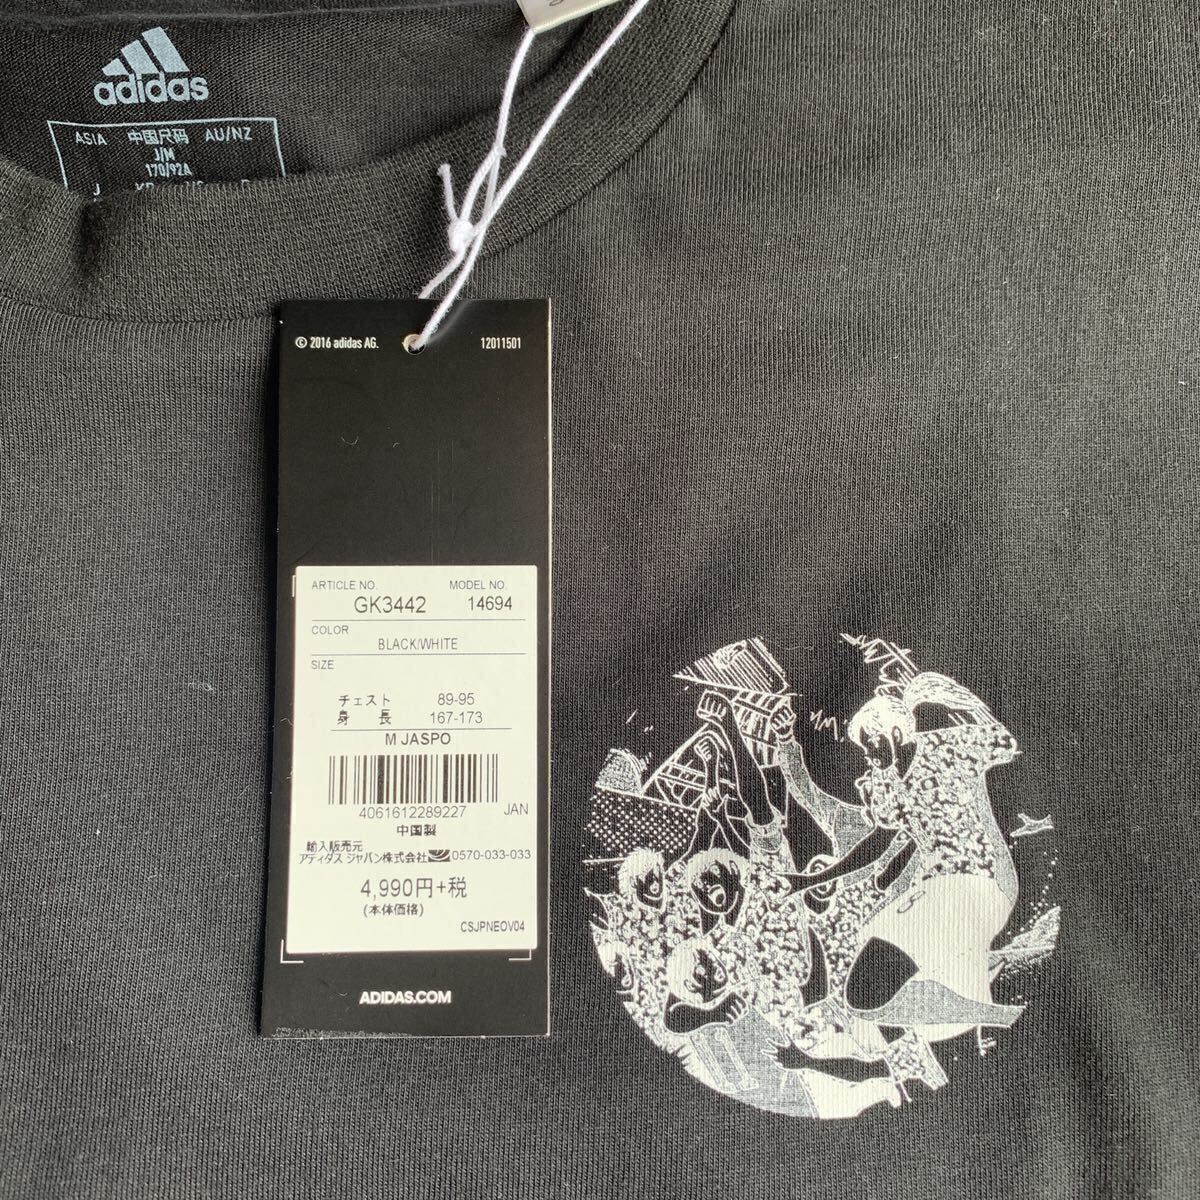 adidas
ASIA 中国尺码 AU/NZ
J/M
170/92A
© 2016 adidas AG. 12011501
ARTICLE NO. MODEL NO.
GK3442 14694
COLOR
BLACK/WHITE
SIZE
チェスト 89-95
身 長 167-173
M JASPO
4061612289227 JAN
中国製
輸入販売元
アディダス ジャパン株式会社 0570-033-033
4,990円+税
(本体価格)
CSJPNEOV04
ADIDAS.COM